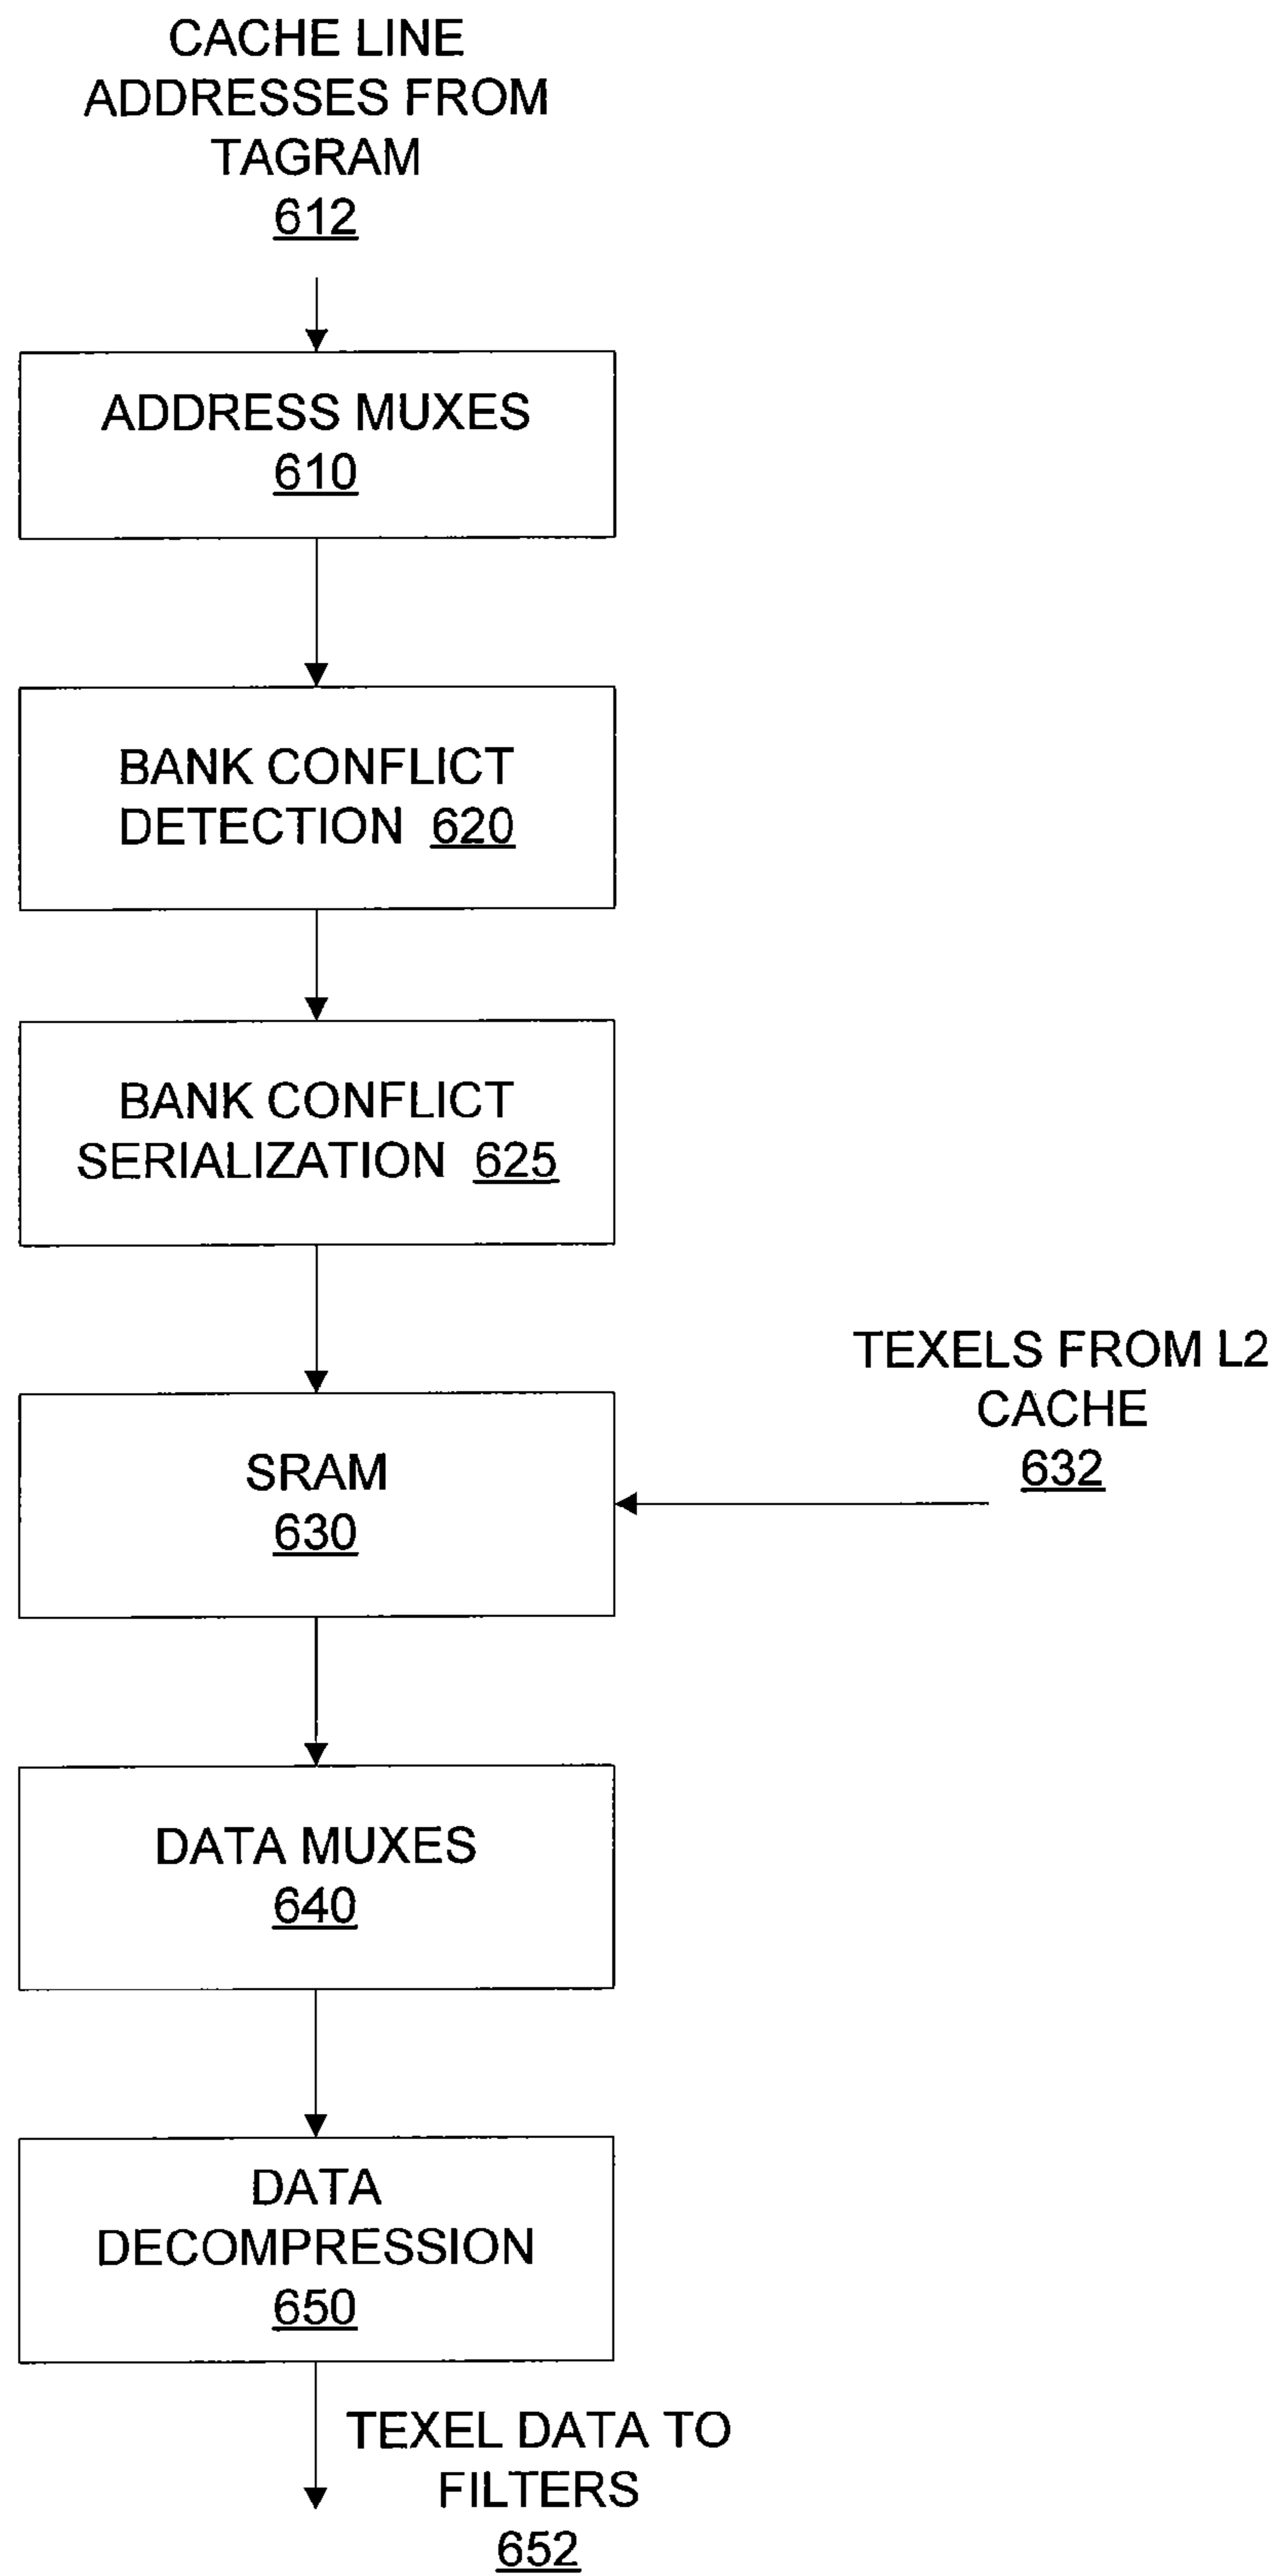 CACHE LINE
ADDRESSES FROM
TAGRAM
612
ADDRESS MUXES
610
BANK CONFLICT
DETECTION 620
BANK CONFLICT
SERIALIZATION 625
TEXELS FROM L2
CACHE
632
SRAM
630
DATA MUXES
640
DATA
DECOMPRESSION
650
TEXEL DATA TO
FILTERS
652